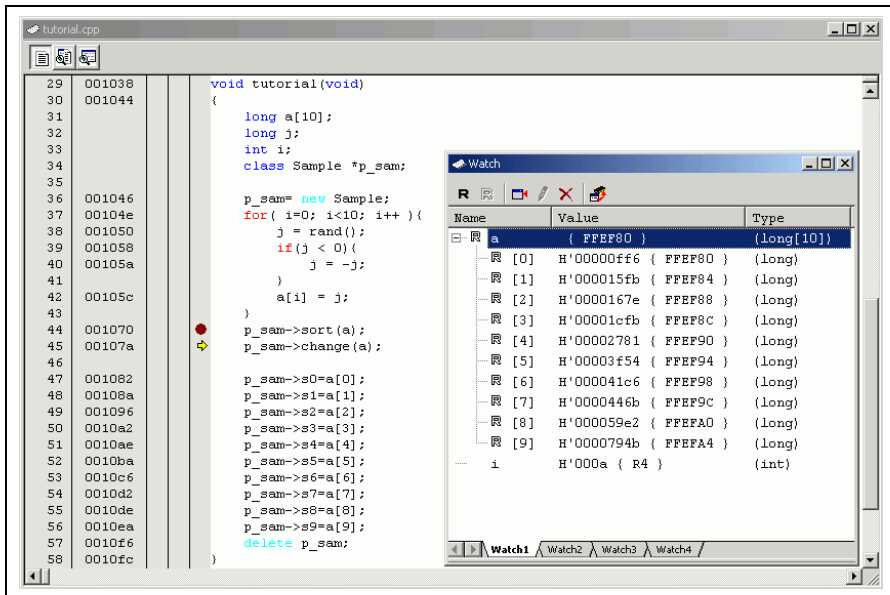 tutorial.cpp
29 001038 void tutorial(void)
30 001044 {
31 long a[10];
32 long j;
33 int i;
34 class Sample *p_sam;
35
36 001046 p_sam= new Sample;
37 00104e for( i=0; i<10; i++ ){
38 001050 j = rand();
39 001058 if(j < 0){
40 00105a j = -j;
41 }
42 00105c a[i] = j;
43 }
44 001070 p_sam->sort(a);
45 00107a p_sam->change(a);
46
47 001082 p_sam->s0=a[0];
48 00108a p_sam->s1=a[1];
49 001096 p_sam->s2=a[2];
50 0010a2 p_sam->s3=a[3];
51 0010ae p_sam->s4=a[4];
52 0010ba p_sam->s5=a[5];
53 0010c6 p_sam->s6=a[6];
54 0010d2 p_sam->s7=a[7];
55 0010de p_sam->s8=a[8];
56 0010ea p_sam->s9=a[9];
57 0010f6 delete p_sam;
58 0010fc }
Watch
R R
Name Value Type
R a { FFEF80 } (long[10])
R [0] H'00000ff6 { FFEF80 } (long)
R [1] H'000015fb { FFEF84 } (long)
R [2] H'0000167e { FFEF88 } (long)
R [3] H'00001cfb { FFEF8C } (long)
R [4] H'00002781 { FFEF90 } (long)
R [5] H'00003f54 { FFEF94 } (long)
R [6] H'000041c6 { FFEF98 } (long)
R [7] H'0000446b { FFEF9C } (long)
R [8] H'000059e2 { FFEFA0 } (long)
R [9] H'0000794b { FFEFA4 } (long)
i H'000a { R4 } (int)
Watch1 Watch2 Watch3 Watch4